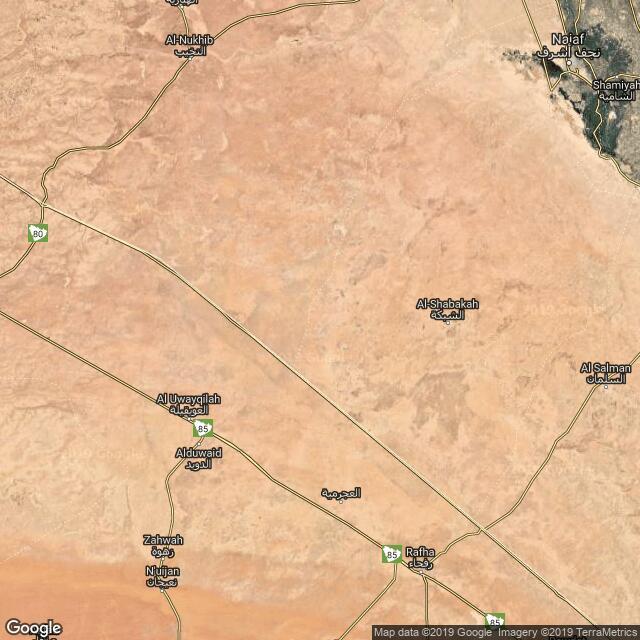 Al-Nukhib
النخيب
Najaf
نجف أشرف
Shamiyah
الشامية
80
Al-Shabakah
الشبكة
Al Salman
السلمان
Al Uwayqilah
العويقيلة
85
Alduwaid
الدويد
العجرمية
Zahwah
زهوة
85
Rafha
رفحاء
Nuijan
نعيجان
85
Google
Map data ©2019 Google Imagery ©2019 TerraMetrics